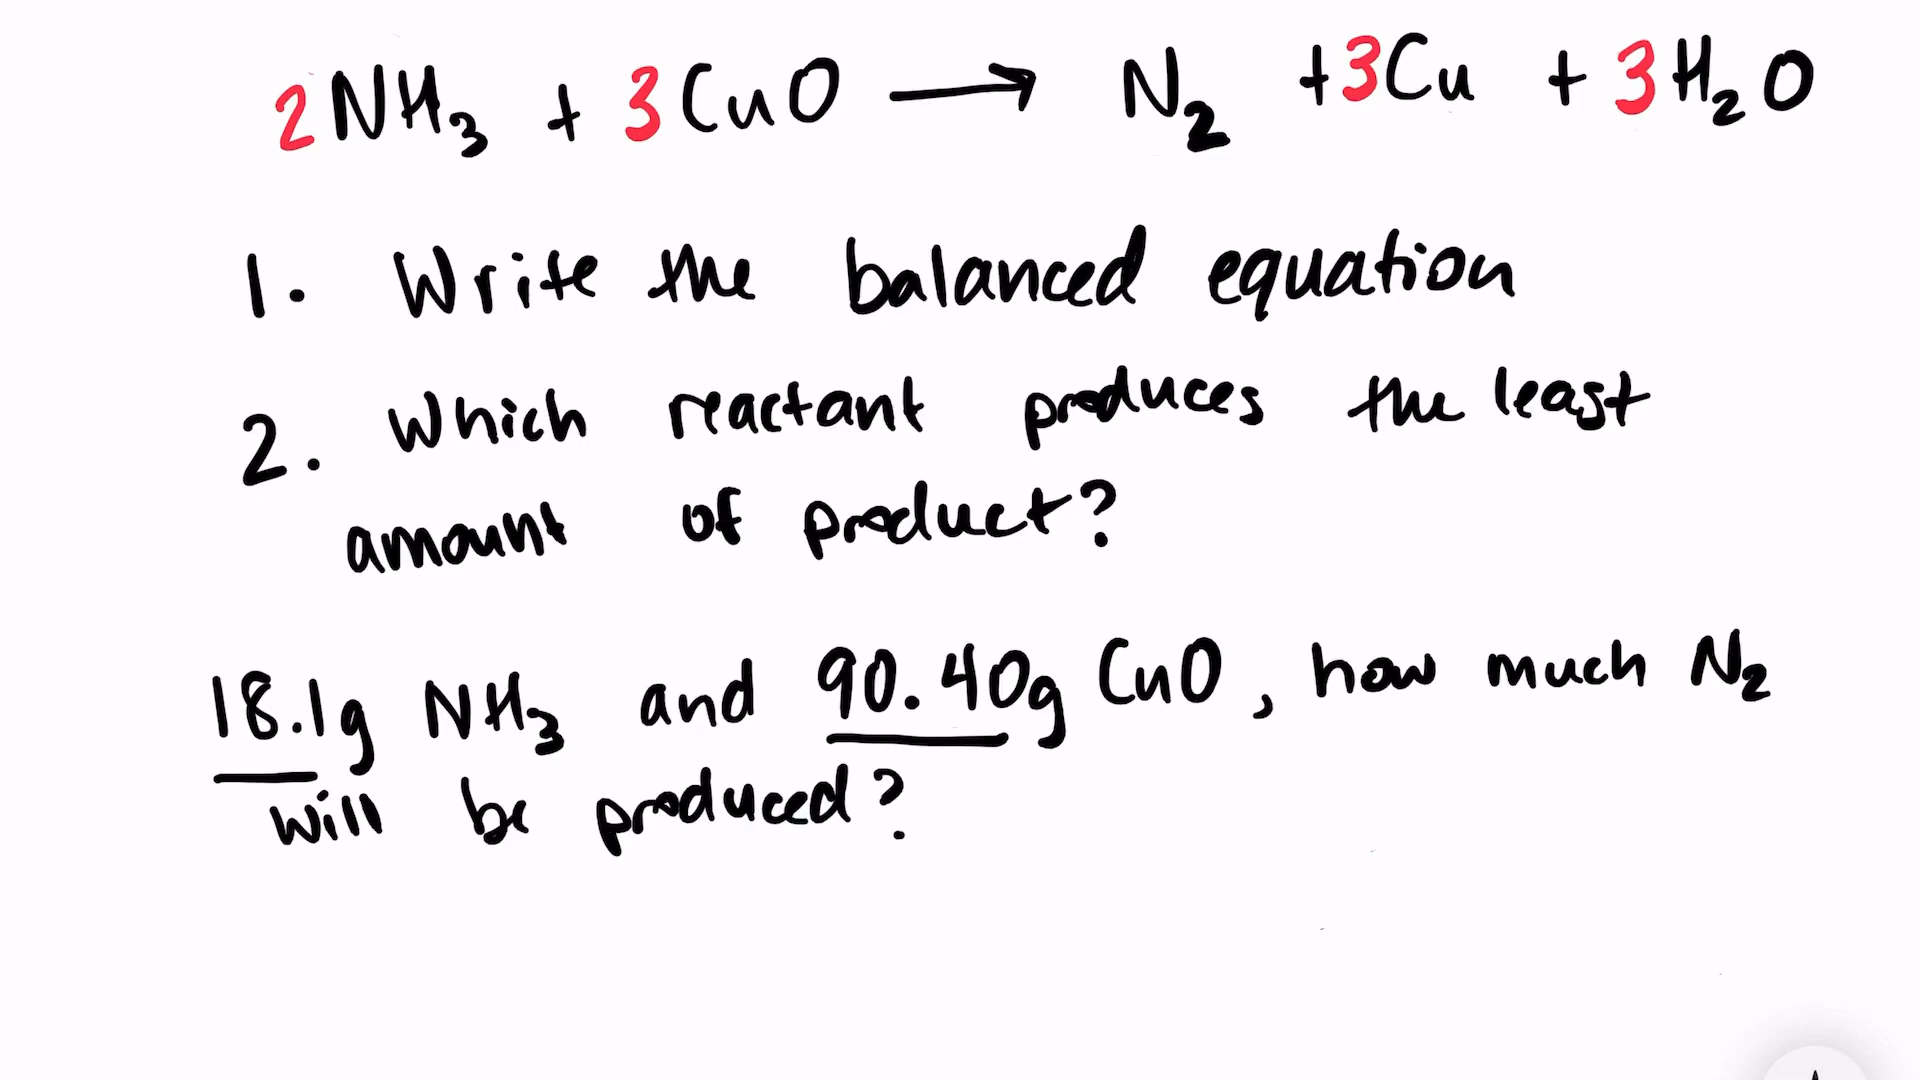 2NH₃ + 3CuO → N₂ + 3Cu + 3H₂O
1. Write the balanced equation
2. Which reactant produces the least
amount of product?
18.1g NH₃ and 90.40g CuO, how much N₂
will be produced?